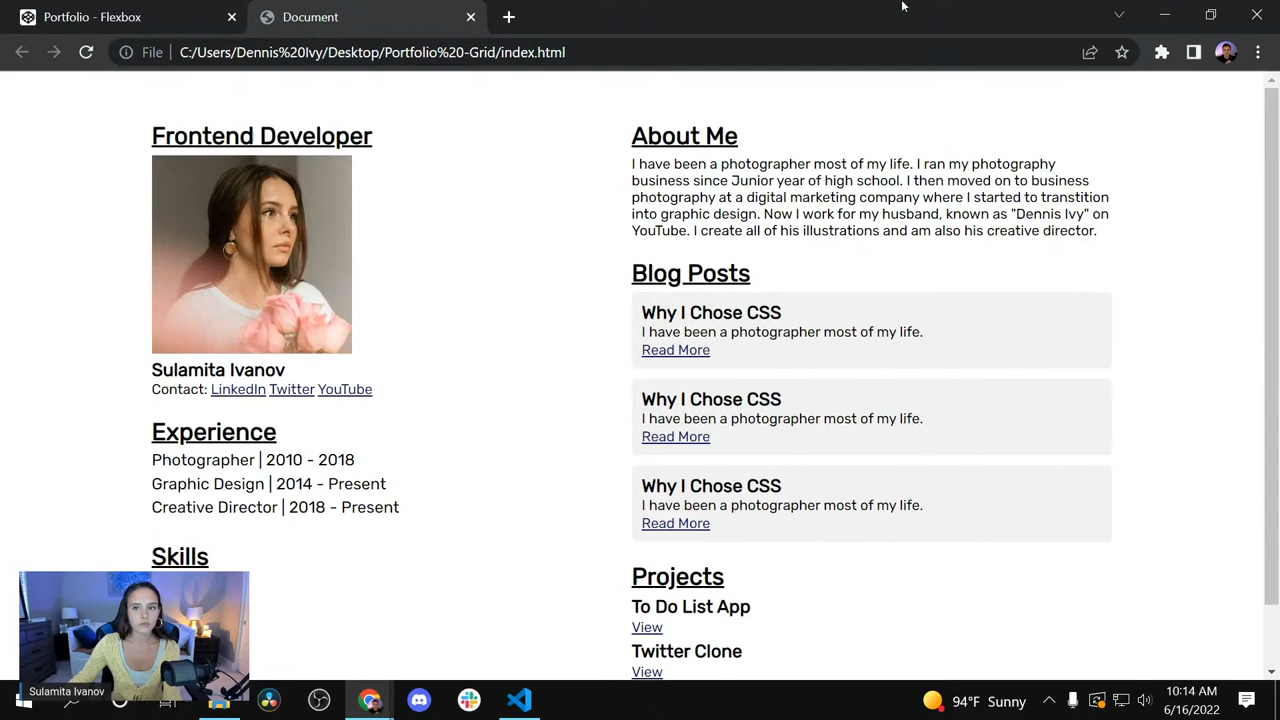 Portfolio - Flexbox
Document
File
C:/Users/Dennis%20Ivy/Desktop/Portfolio%20-Grid/index.html
Frontend Developer
Sulamita Ivanov
Contact: LinkedIn Twitter YouTube
Experience
Photographer | 2010 - 2018
Graphic Design | 2014 - Present
Creative Director | 2018 - Present
Skills
About Me
I have been a photographer most of my life. I ran my photography
business since Junior year of high school. I then moved on to business
photography at a digital marketing company where I started to transtition
into graphic design. Now I work for my husband, known as "Dennis Ivy" on
YouTube. I create all of his illustrations and am also his creative director.
Blog Posts
Why I Chose CSS
I have been a photographer most of my life.
Read More
Why I Chose CSS
I have been a photographer most of my life.
Read More
Why I Chose CSS
I have been a photographer most of my life.
Read More
Projects
To Do List App
View
Twitter Clone
View
Sulamita Ivanov
94°F Sunny
10:14 AM
6/16/2022